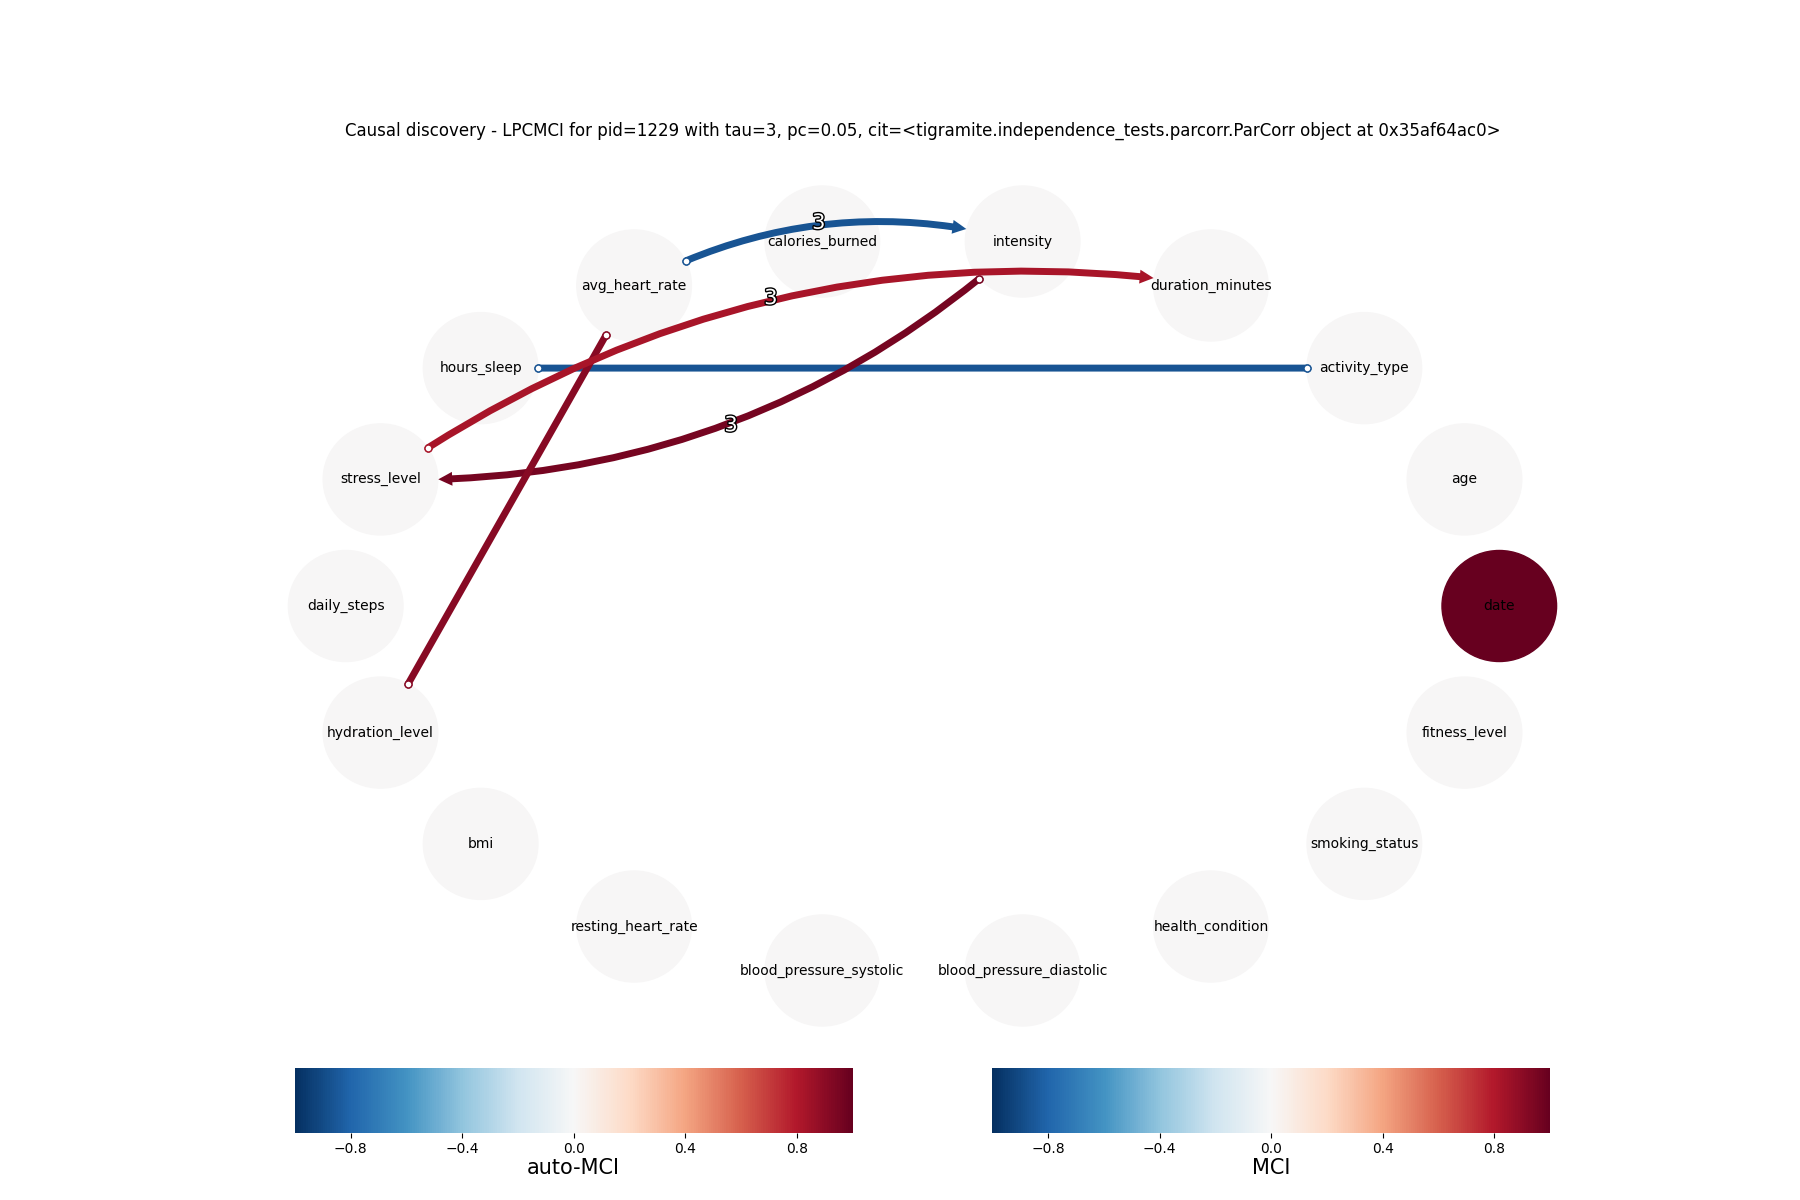 Causal discovery - LPCMCI for pid=1229 with tau=3, pc=0.05, cit=<tigramite.independence_tests.parcorr.ParCorr object at 0x35af64ac0>
3
calories_burned
intensity
avg_heart_rate
3
duration_minutes
hours_sleep
activity_type
3
stress_level
age
daily_steps
date
hydration_level
fitness_level
bmi
smoking_status
resting_heart_rate
health_condition
blood_pressure_systolic
blood_pressure_diastolic
−0.8 −0.4 0.0 0.4 0.8
auto-MCI
−0.8 −0.4 0.0 0.4 0.8
MCI